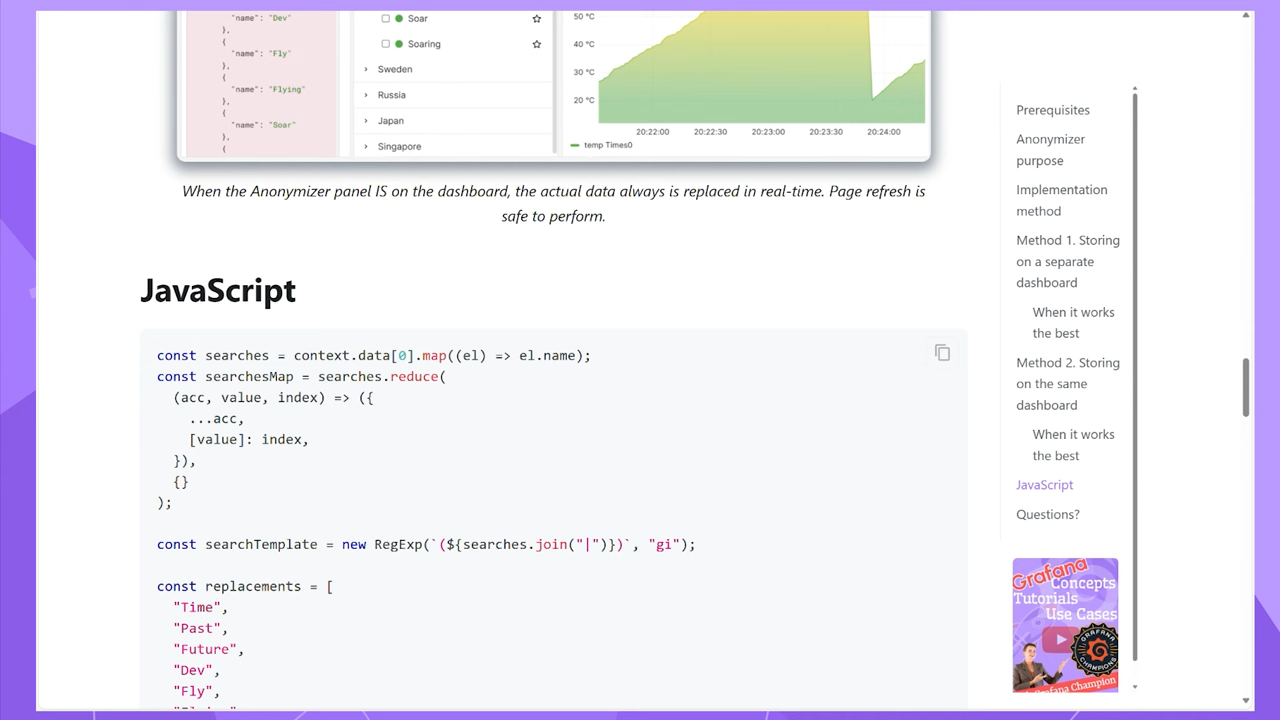 "name": "Dev"
},
{
"name": "Fly"
},
{
"name": "Flying"
},
{
"name": "Soar"
},
{
Soar
Soaring
Sweden
Russia
Japan
Singapore
50 °C
40 °C
30 °C
20 °C
20:22:00
20:22:30
20:23:00
20:23:30
20:24:00
temp Times0
When the Anonymizer panel IS on the dashboard, the actual data always is replaced in real-time. Page refresh is
safe to perform.
JavaScript
const searches = context.data[0].map((el) => el.name);
const searchesMap = searches.reduce(
(acc, value, index) => ({
...acc,
[value]: index,
}),
{}
);
const searchTemplate = new RegExp(`(${searches.join("|")})`, "gi");
const replacements = [
"Time",
"Past",
"Future",
"Dev",
"Fly",
Prerequisites
Anonymizer
purpose
Implementation
method
Method 1. Storing
on a separate
dashboard
When it works
the best
Method 2. Storing
on the same
dashboard
When it works
the best
JavaScript
Questions?
Grafana
Concepts
Tutorials
Use Cases
GRAFANA
CHAMPIONS
Grafana Champion